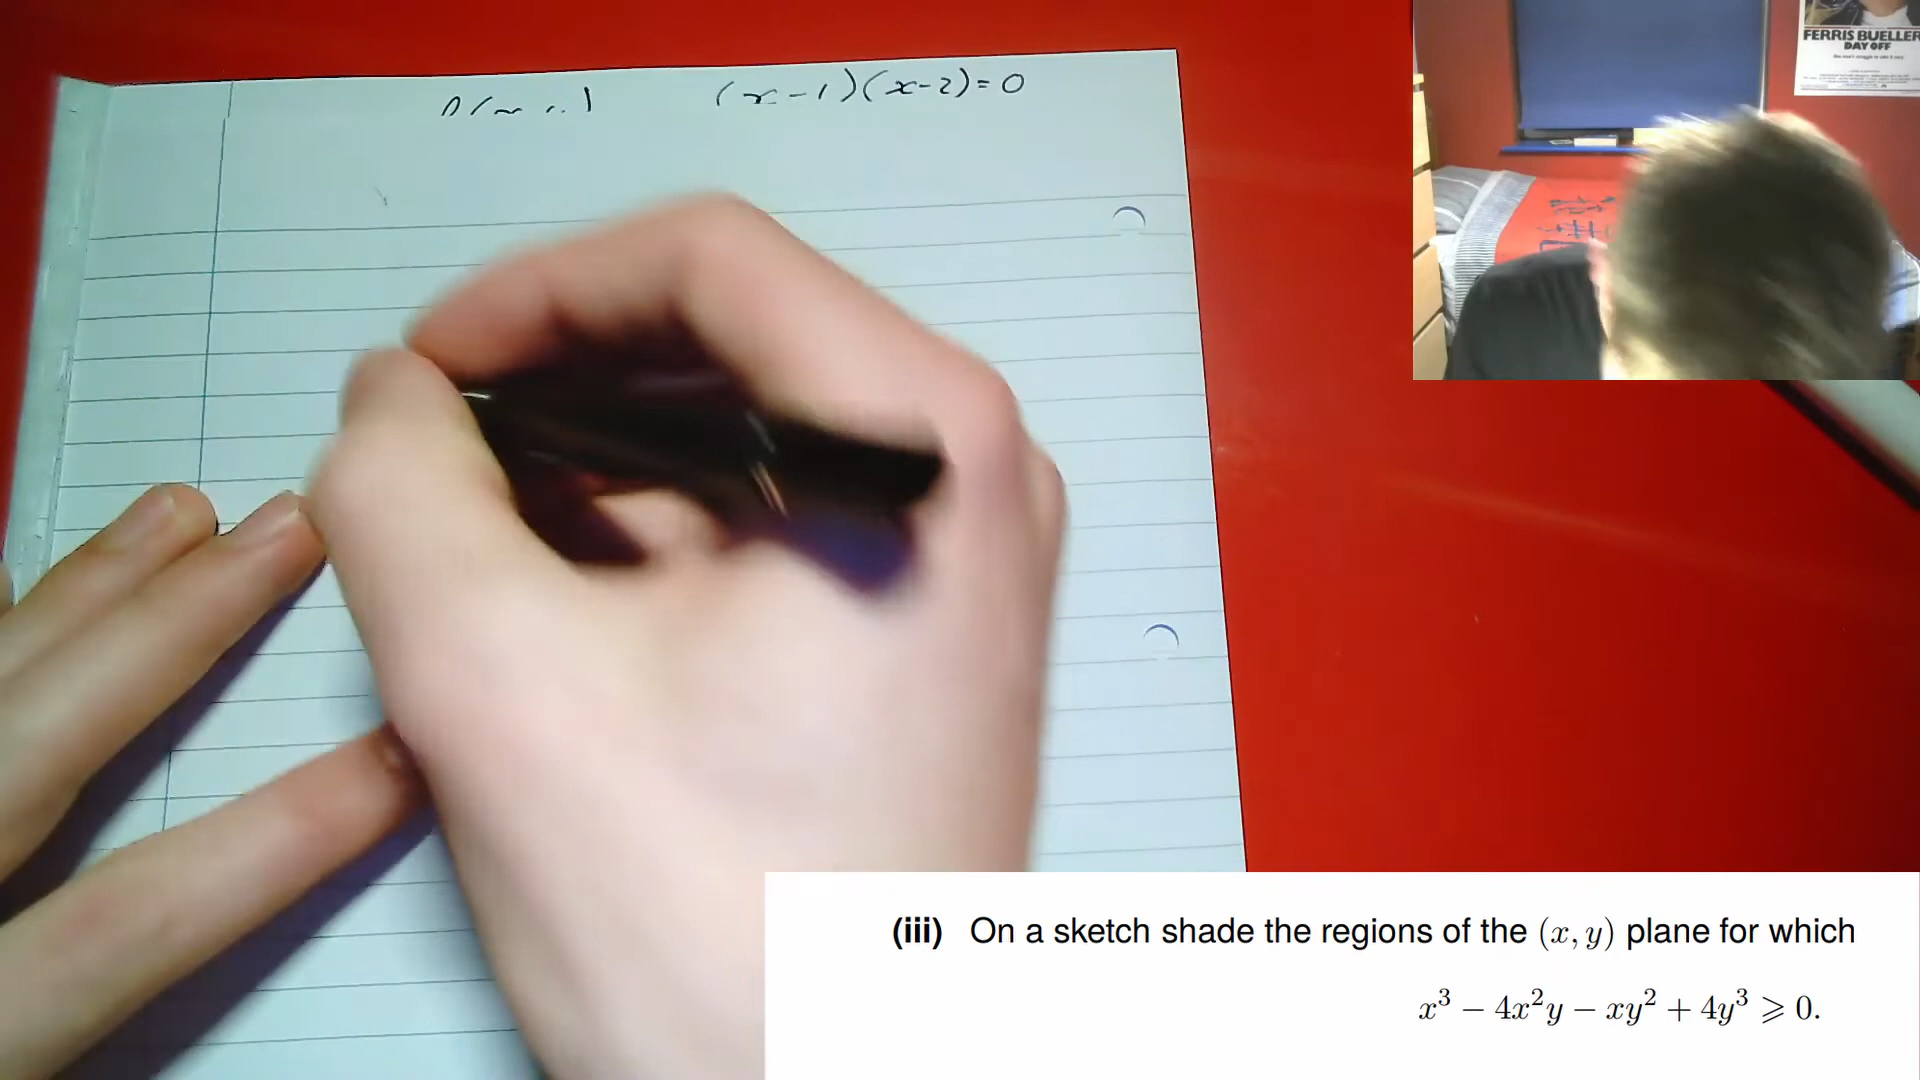 (x-1)(x-2)=0
FERRIS BUELLER
DAY OFF
(iii) On a sketch shade the regions of the (x, y) plane for which
x³ − 4x²y − xy² + 4y³ ⩾ 0.